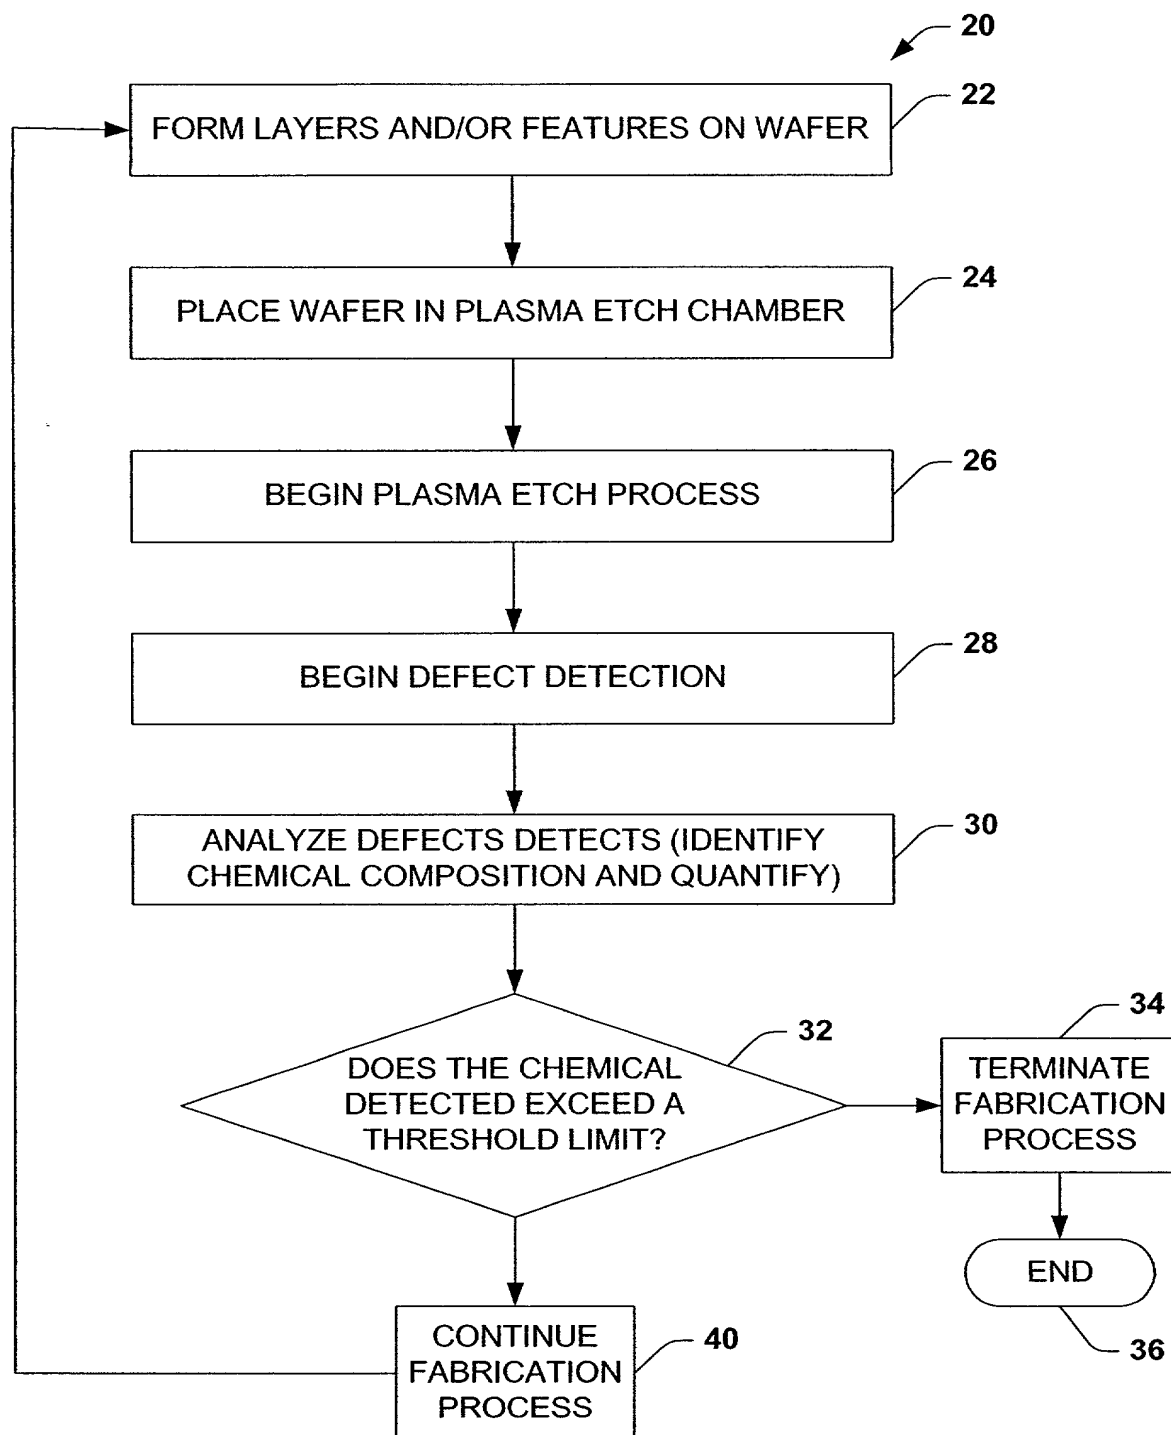 20
22
FORM LAYERS AND/OR FEATURES ON WAFER
24
PLACE WAFER IN PLASMA ETCH CHAMBER
26
BEGIN PLASMA ETCH PROCESS
28
BEGIN DEFECT DETECTION
30
ANALYZE DEFECTS DETECTS (IDENTIFY
CHEMICAL COMPOSITION AND QUANTIFY)
32
DOES THE CHEMICAL
DETECTED EXCEED A
THRESHOLD LIMIT?
34
TERMINATE
FABRICATION
PROCESS
END
36
CONTINUE
FABRICATION
PROCESS
40